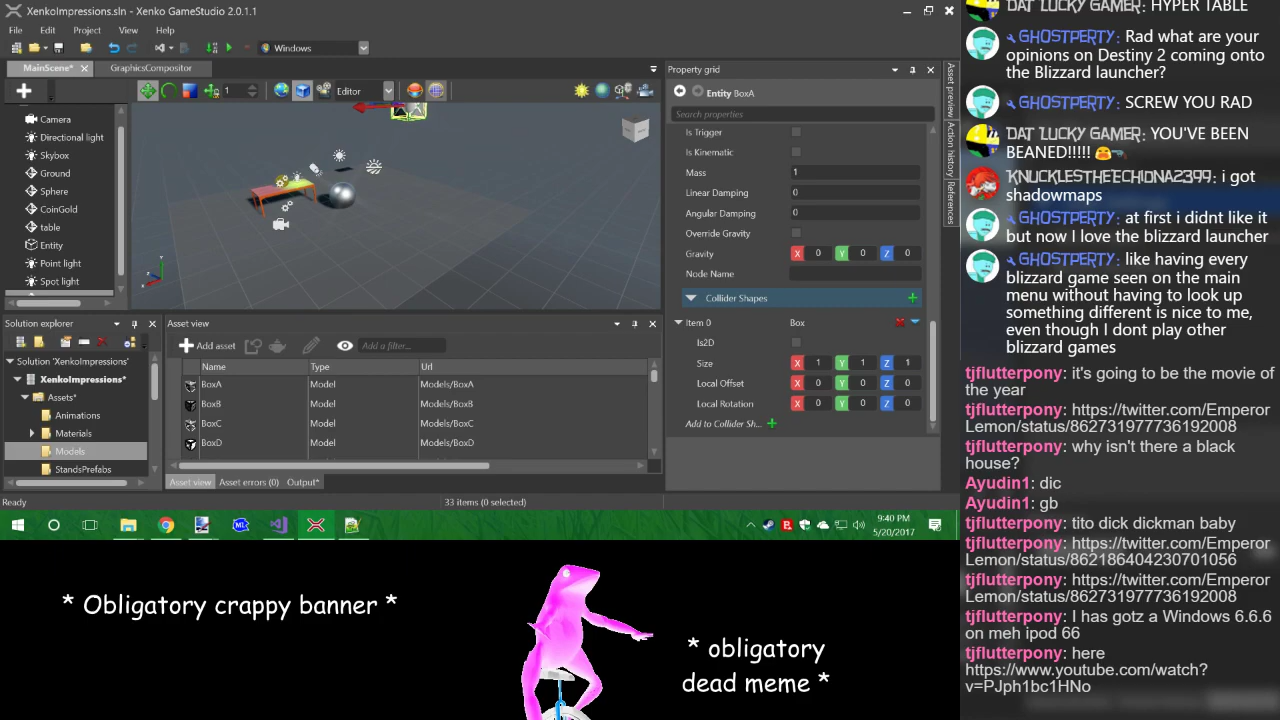 XenkoImpressions.sln - Xenko GameStudio 2.0.1.1
File Edit Project View Help
Windows
MainScene* GraphicsCompositor
1 Editor
Camera
Directional light
Skybox
Ground
Sphere
CoinGold
table
Entity
Point light
Spot light
Property grid
Entity BoxA
Search properties
Is Trigger
Is Kinematic
Mass 1
Linear Damping 0
Angular Damping 0
Override Gravity
Gravity X 0 Y 0 Z 0
Node Name
Collider Shapes
Item 0 Box
Is2D
Size X 1 Y 1 Z 1
Local Offset X 0 Y 0 Z 0
Local Rotation X 0 Y 0 Z 0
Add to Collider Sh...
Asset preview
Action history
References
Solution explorer
Solution 'XenkoImpressions'
XenkoImpressions*
Assets*
Animations
Materials
Models
StandsPrefabs
Asset view
Add asset Add a filter...
Name Type Url
BoxA Model Models/BoxA
BoxB Model Models/BoxB
BoxC Model Models/BoxC
BoxD Model Models/BoxD
Asset view Asset errors (0) Output*
Ready 33 items (0 selected)
9:40 PM
5/20/2017
* Obligatory crappy banner *
* obligatory
dead meme *
DAT LUCKY GAMER: HYPER TABLE
GHOSTPERTY: Rad what are your
opinions on Destiny 2 coming onto
the Blizzard launcher?
GHOSTPERTY: SCREW YOU RAD
DAT LUCKY GAMER: YOU'VE BEEN
BEANED!!!!! 😫🔫
KNUCKLESTHEECHIDNA2399: i got
shadowmaps
GHOSTPERTY: at first i didnt like it
but now I love the blizzard launcher
GHOSTPERTY: like having every
blizzard game seen on the main
menu without having to look up
something different is nice to me,
even though I dont play other
blizzard games
tjflutterpony: it's going to be the movie of
the year
tjflutterpony: https://twitter.com/Emperor
Lemon/status/862731977736192008
tjflutterpony: why isn't there a black
house?
Ayudin1: dic
Ayudin1: gb
tjflutterpony: tito dick dickman baby
tjflutterpony: https://twitter.com/Emperor
Lemon/status/862186404230701056
tjflutterpony: https://twitter.com/Emperor
Lemon/status/862731977736192008
tjflutterpony: I has gotz a Windows 6.6.6
on meh ipod 66
tjflutterpony: here
https://www.youtube.com/watch?
v=PJph1bc1HNo